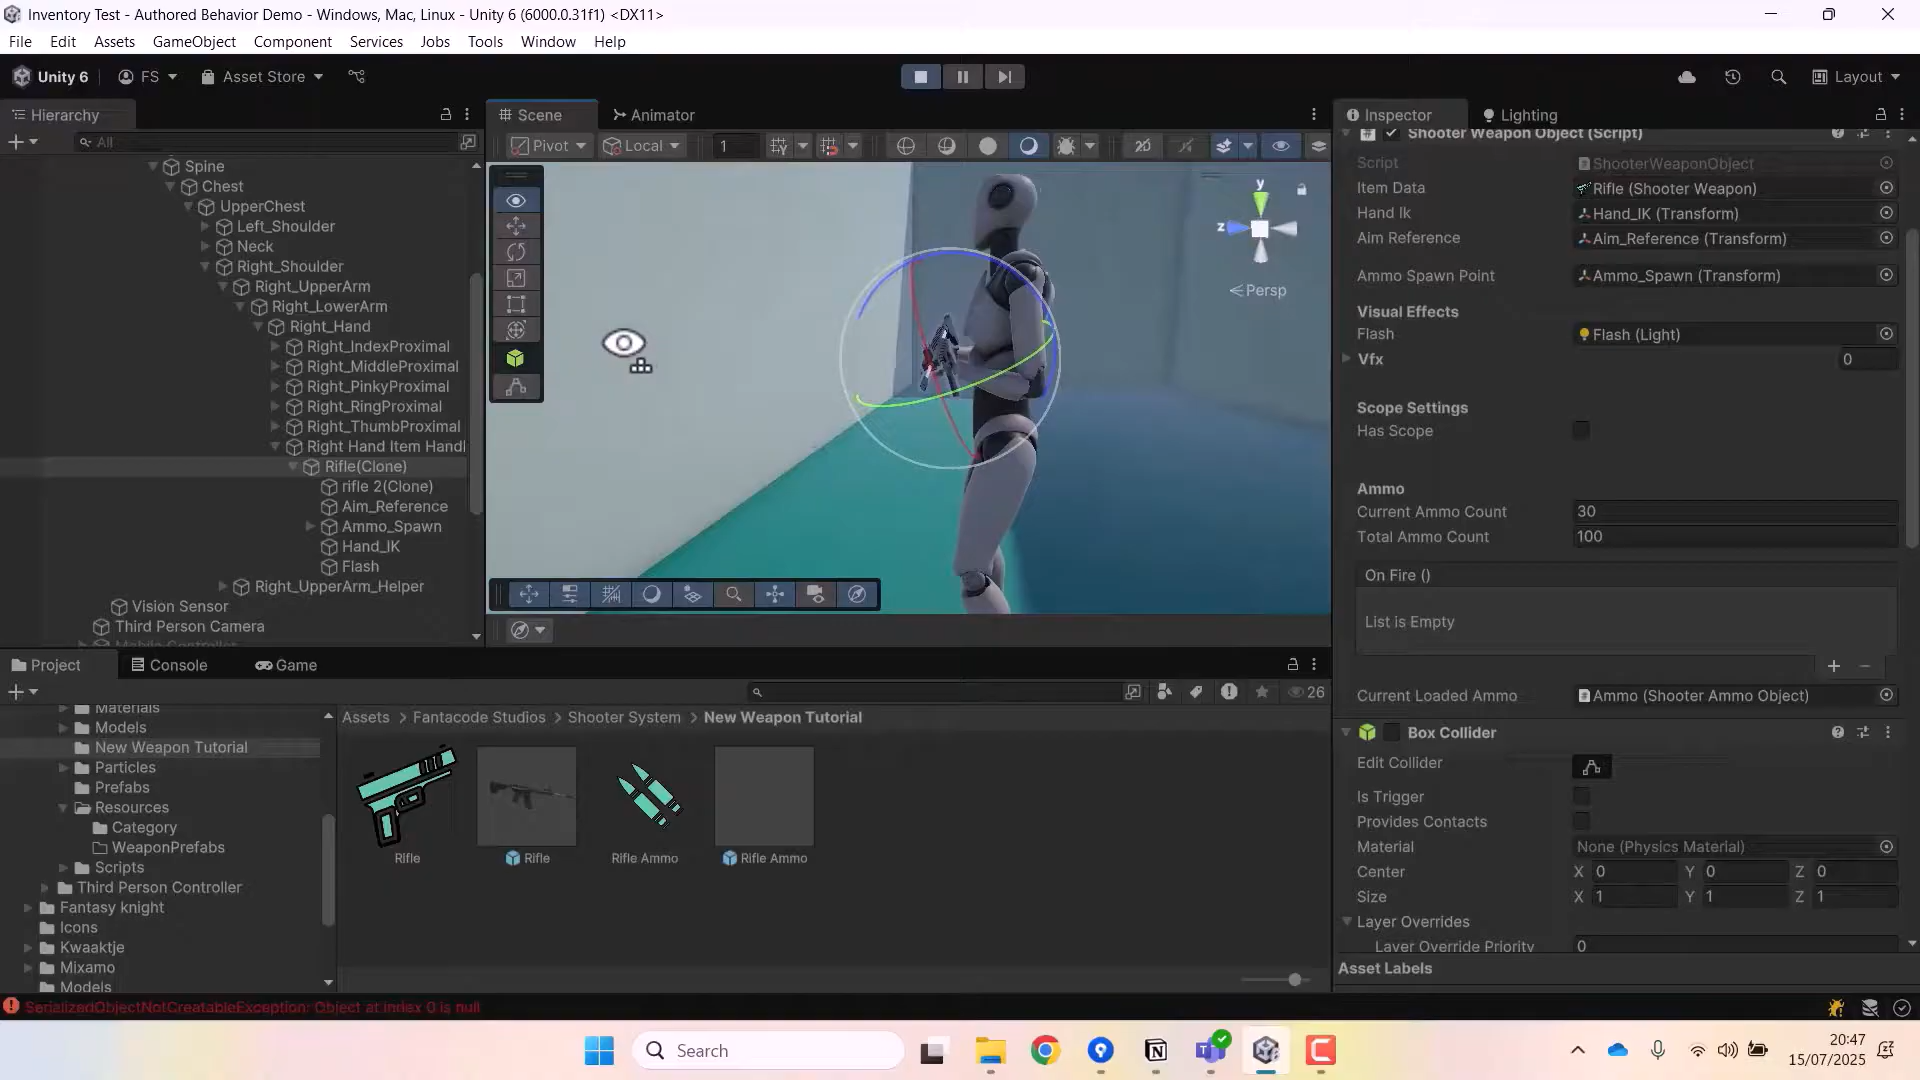 Inventory Test - Authored Behavior Demo - Windows, Mac, Linux - Unity 6 (6000.0.31f1) <DX11>
File Edit Assets GameObject Component Services Jobs Tools Window Help
Unity 6 FS Asset Store Layout
Hierarchy
All
Spine
Chest
UpperChest
Left_Shoulder
Neck
Right_Shoulder
Right_UpperArm
Right_LowerArm
Right_Hand
Right_IndexProximal
Right_MiddleProximal
Right_PinkyProximal
Right_RingProximal
Right_ThumbProximal
Right Hand Item Handl
Rifle(Clone)
rifle 2(Clone)
Aim_Reference
Ammo_Spawn
Hand_IK
Flash
Right_UpperArm_Helper
Vision Sensor
Third Person Camera
Mobile Controller
Scene Animator
Pivot Local 1 2D
y
z
Persp
Inspector Lighting
Shooter Weapon Object (Script)
Script ShooterWeaponObject
Item Data Rifle (Shooter Weapon)
Hand Ik Hand_IK (Transform)
Aim Reference Aim_Reference (Transform)
Ammo Spawn Point Ammo_Spawn (Transform)
Visual Effects
Flash Flash (Light)
Vfx 0
Scope Settings
Has Scope
Ammo
Current Ammo Count 30
Total Ammo Count 100
On Fire ()
List is Empty
Current Loaded Ammo Ammo (Shooter Ammo Object)
Box Collider
Edit Collider
Is Trigger
Provides Contacts
Material None (Physics Material)
Center X 0 Y 0 Z 0
Size X 1 Y 1 Z 1
Layer Overrides
Layer Override Priority 0
Asset Labels
Project Console Game
26
Materials
Models
New Weapon Tutorial
Particles
Prefabs
Resources
Category
WeaponPrefabs
Scripts
Third Person Controller
Fantasy knight
Icons
Kwaaktje
Mixamo
Models
Assets > Fantacode Studios > Shooter System > New Weapon Tutorial
Rifle Rifle Rifle Ammo Rifle Ammo
SerializedObjectNotCreatableException: Object at index 0 is null
Search
20:47
15/07/2025